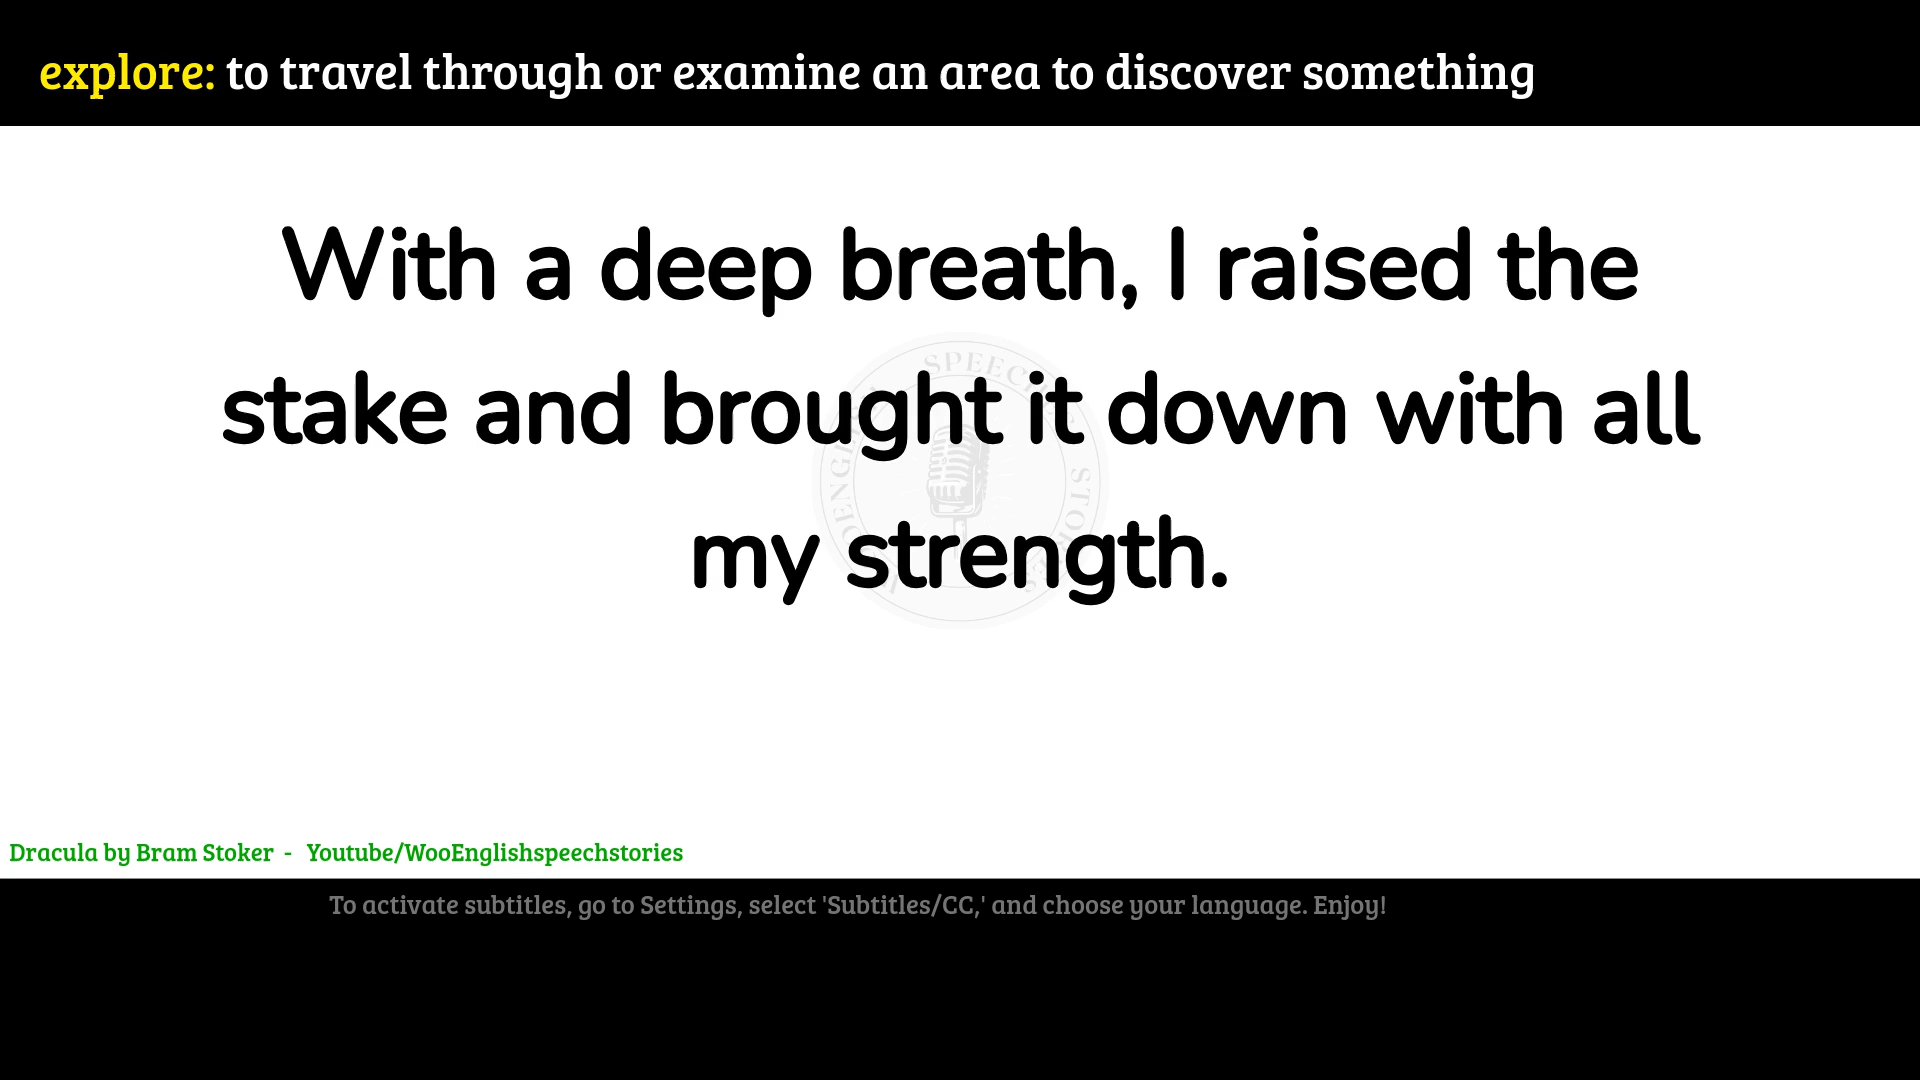 explore: to travel through or examine an area to discover something
With a deep breath, I raised the
stake and brought it down with all
my strength.
Dracula by Bram Stoker - Youtube/WooEnglishspeechstories
To activate subtitles, go to Settings, select 'Subtitles/CC,' and choose your language. Enjoy!